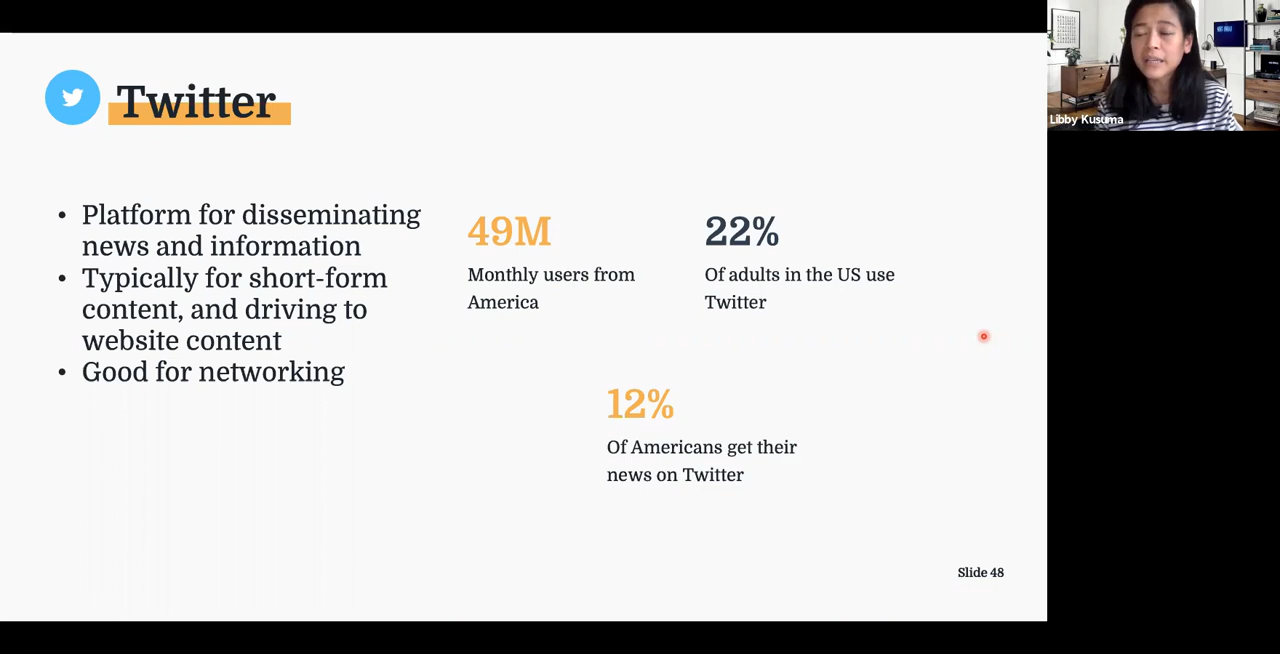 Twitter
• Platform for disseminating
news and information
• Typically for short-form
content, and driving to
website content
• Good for networking
49M
Monthly users from
America
22%
Of adults in the US use
Twitter
12%
Of Americans get their
news on Twitter
Slide 48
Libby Kusuma